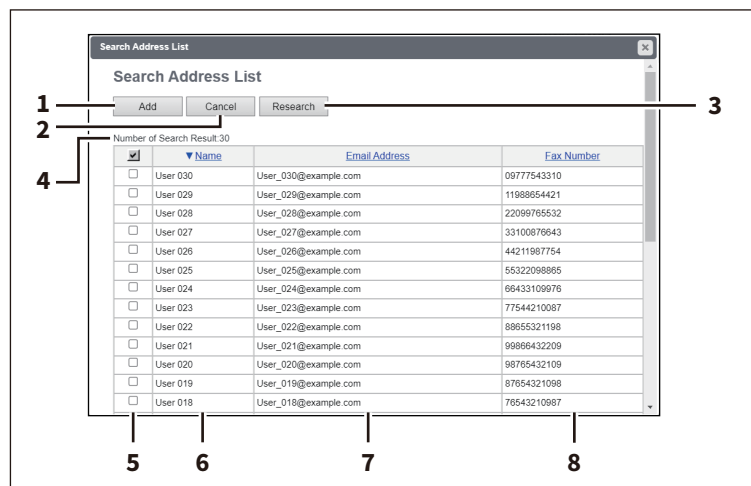 Search Address List
Search Address List
1 Add Cancel Research 3
2
Number of Search Result:30
4
▼Name Email Address Fax Number
User 030 User_030@example.com 09777543310
User 029 User_029@example.com 11988654421
User 028 User_028@example.com 22099765532
User 027 User_027@example.com 33100876643
User 026 User_026@example.com 44211987754
User 025 User_025@example.com 55322098865
User 024 User_024@example.com 66433109976
User 023 User_023@example.com 77544210087
User 022 User_022@example.com 88655321198
User 021 User_021@example.com 99866432209
User 020 User_020@example.com 98765432109
User 019 User_019@example.com 87654321098
User 018 User_018@example.com 76543210987
5 6 7 8